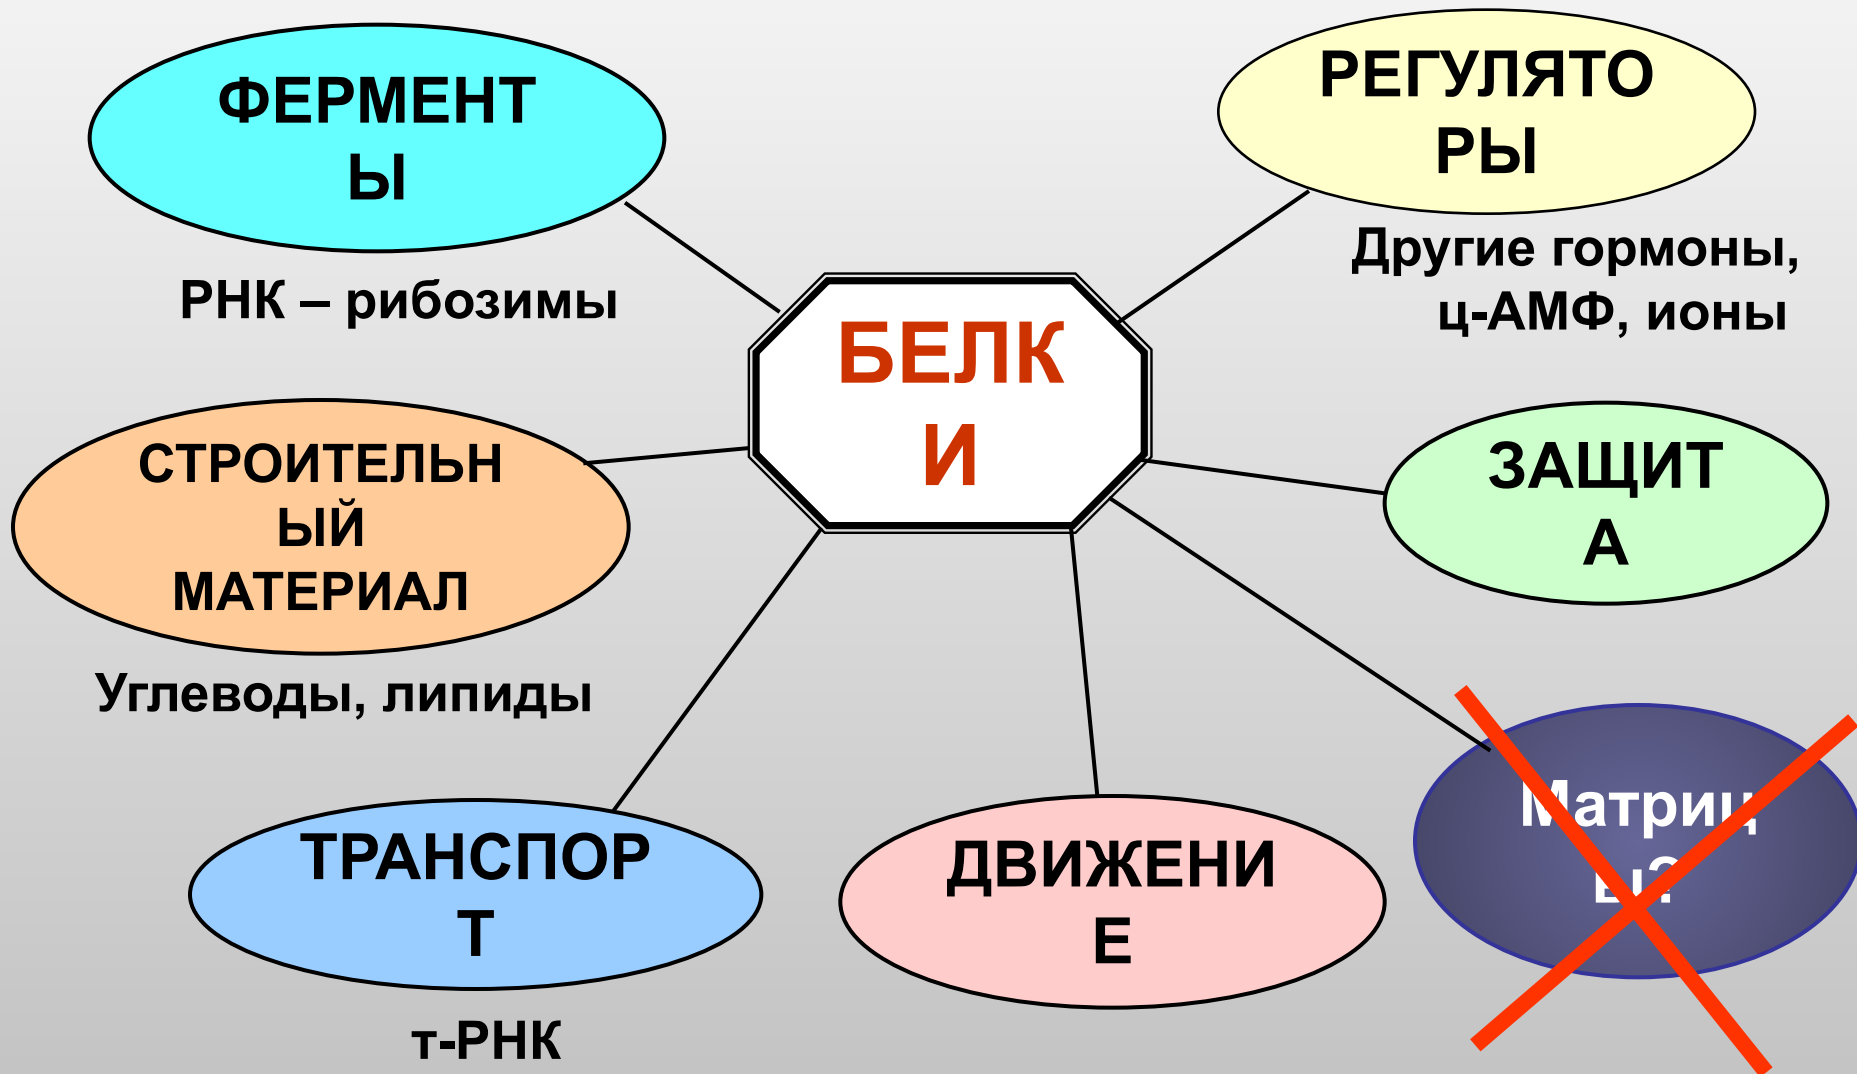 ФЕРМЕНТ
Ы
РНК – рибозимы
РЕГУЛЯТО
РЫ
Другие гормоны,
ц-АМФ, ионы
БЕЛК
И
СТРОИТЕЛЬН
ЫЙ
МАТЕРИАЛ
Углеводы, липиды
ЗАЩИТ
А
ТРАНСПОР
Т
т-РНК
ДВИЖЕНИ
Е
Матриц
ы?